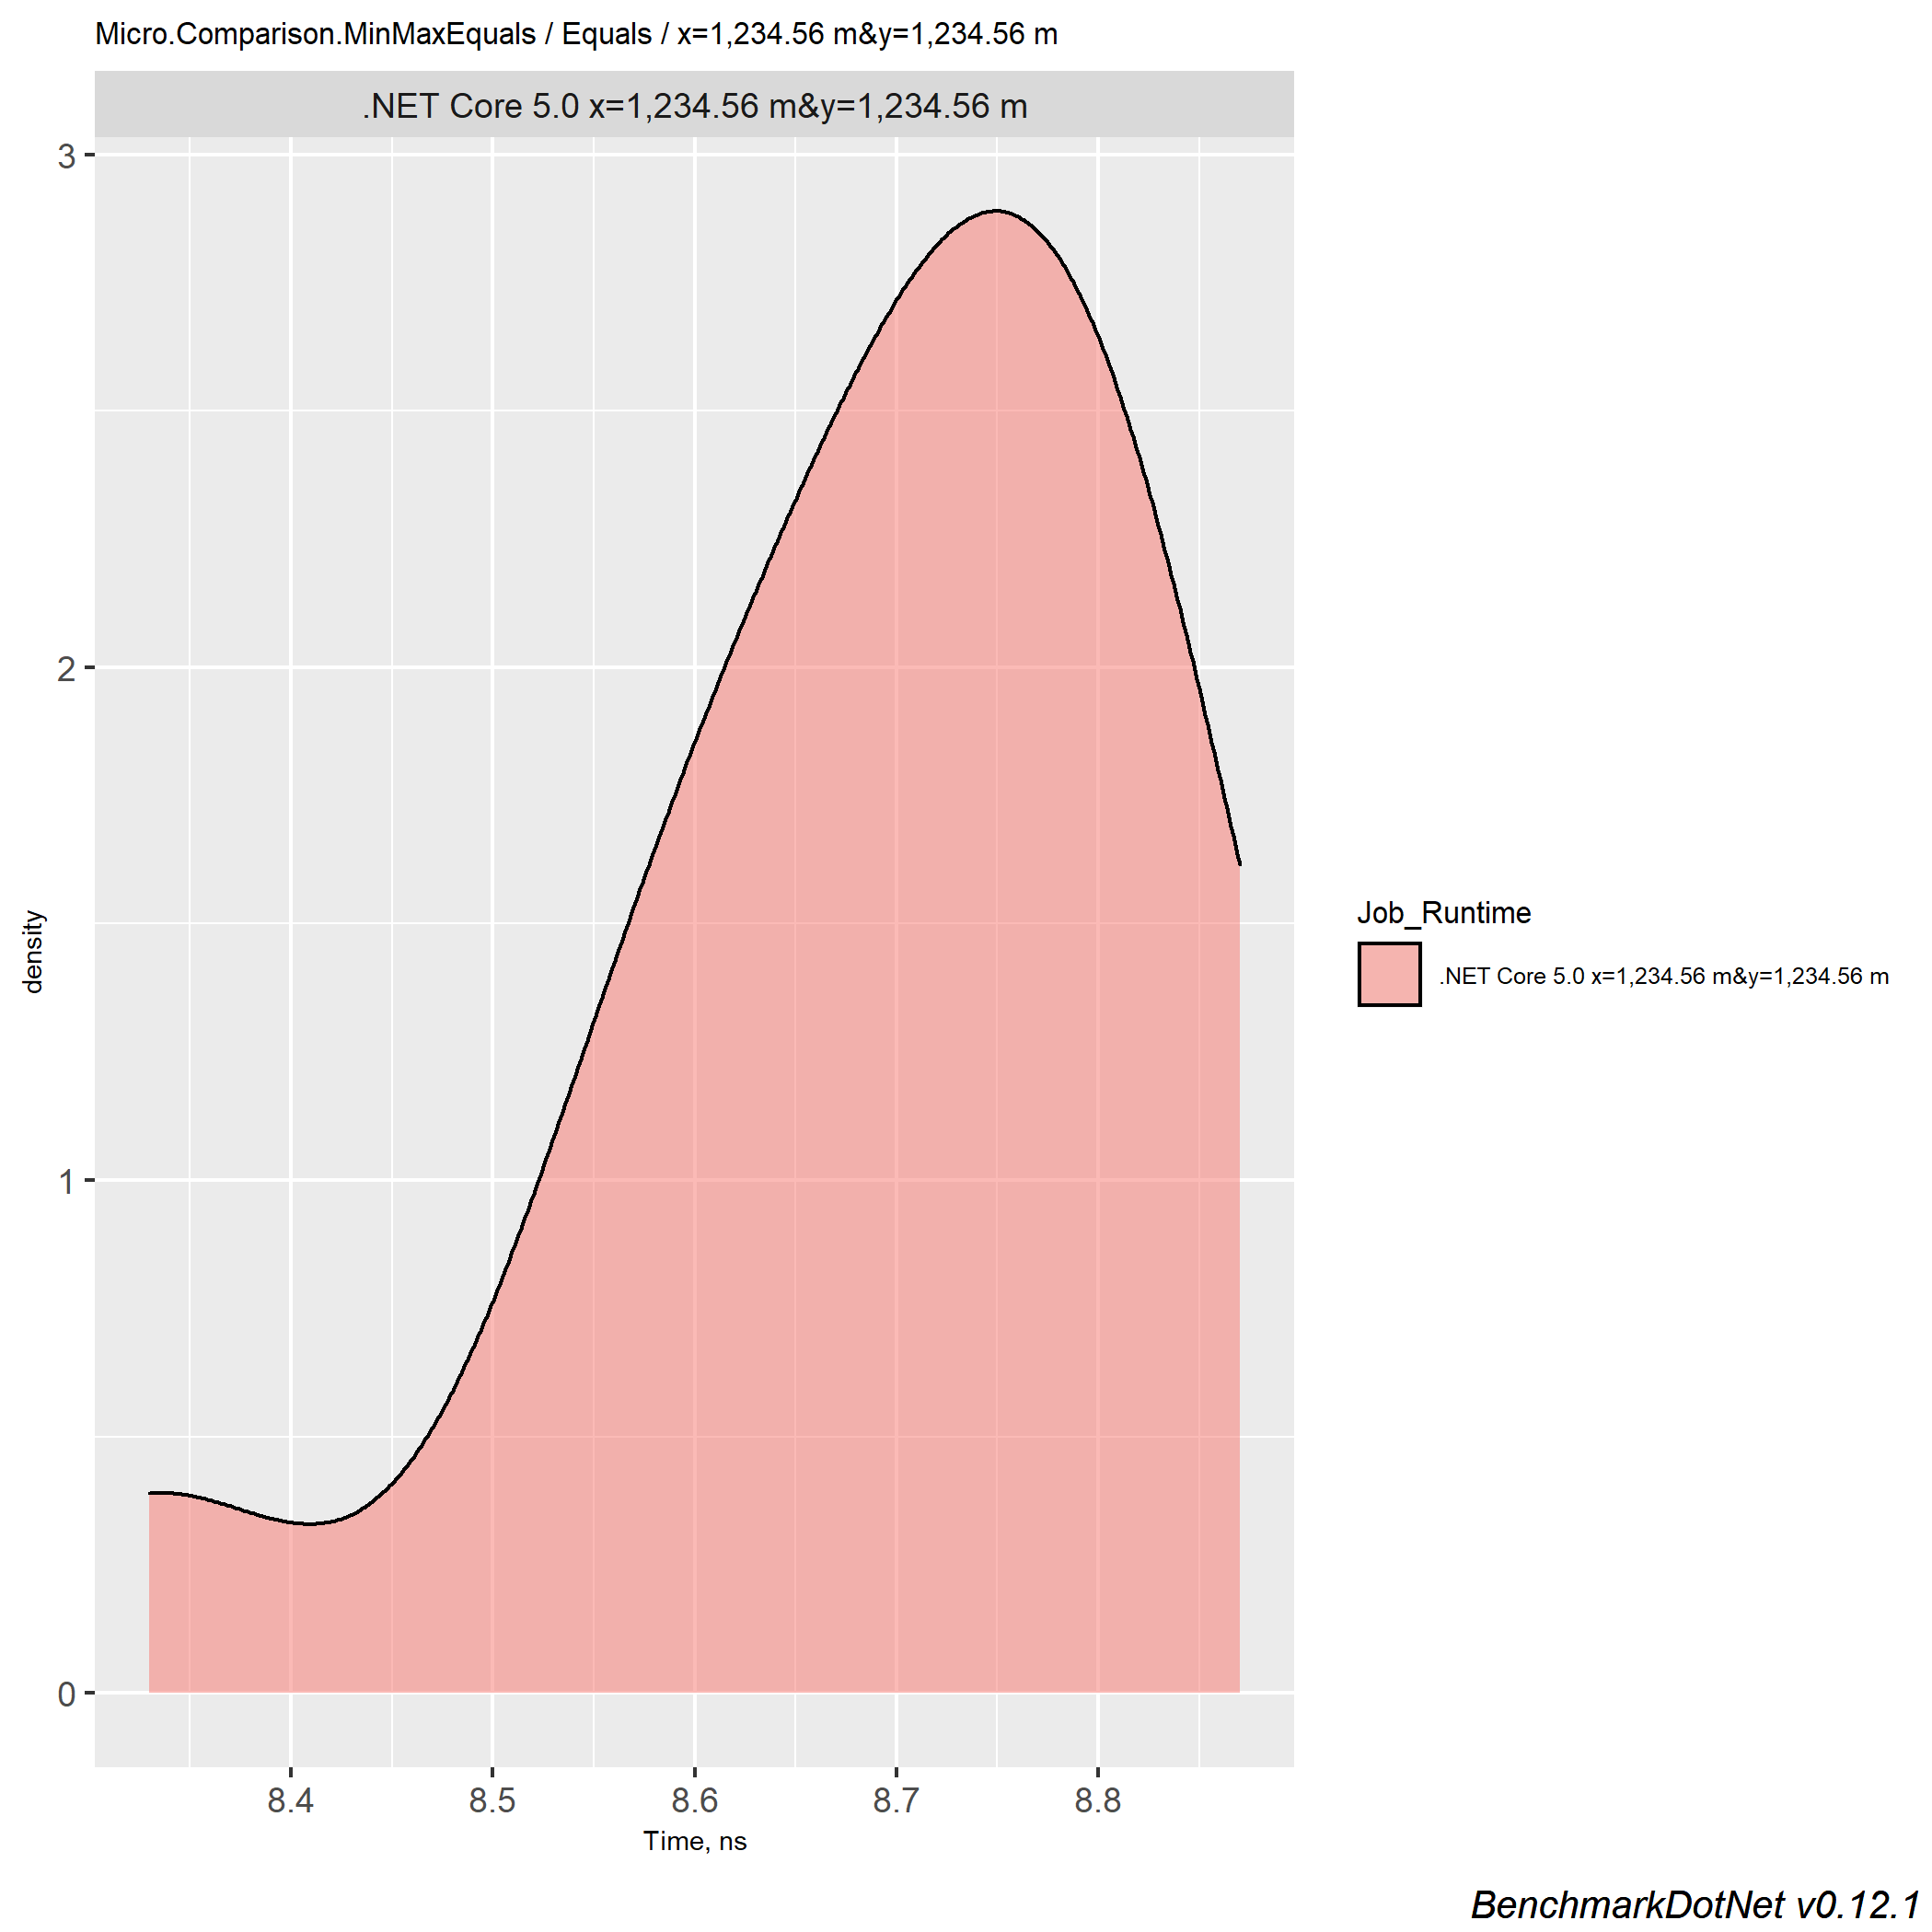 Micro.Comparison.MinMaxEquals / Equals / x=1,234.56 m&y=1,234.56 m
.NET Core 5.0 x=1,234.56 m&y=1,234.56 m
3
2
1
0
density
8.4 8.5 8.6 8.7 8.8
Time, ns
Job_Runtime
.NET Core 5.0 x=1,234.56 m&y=1,234.56 m
BenchmarkDotNet v0.12.1